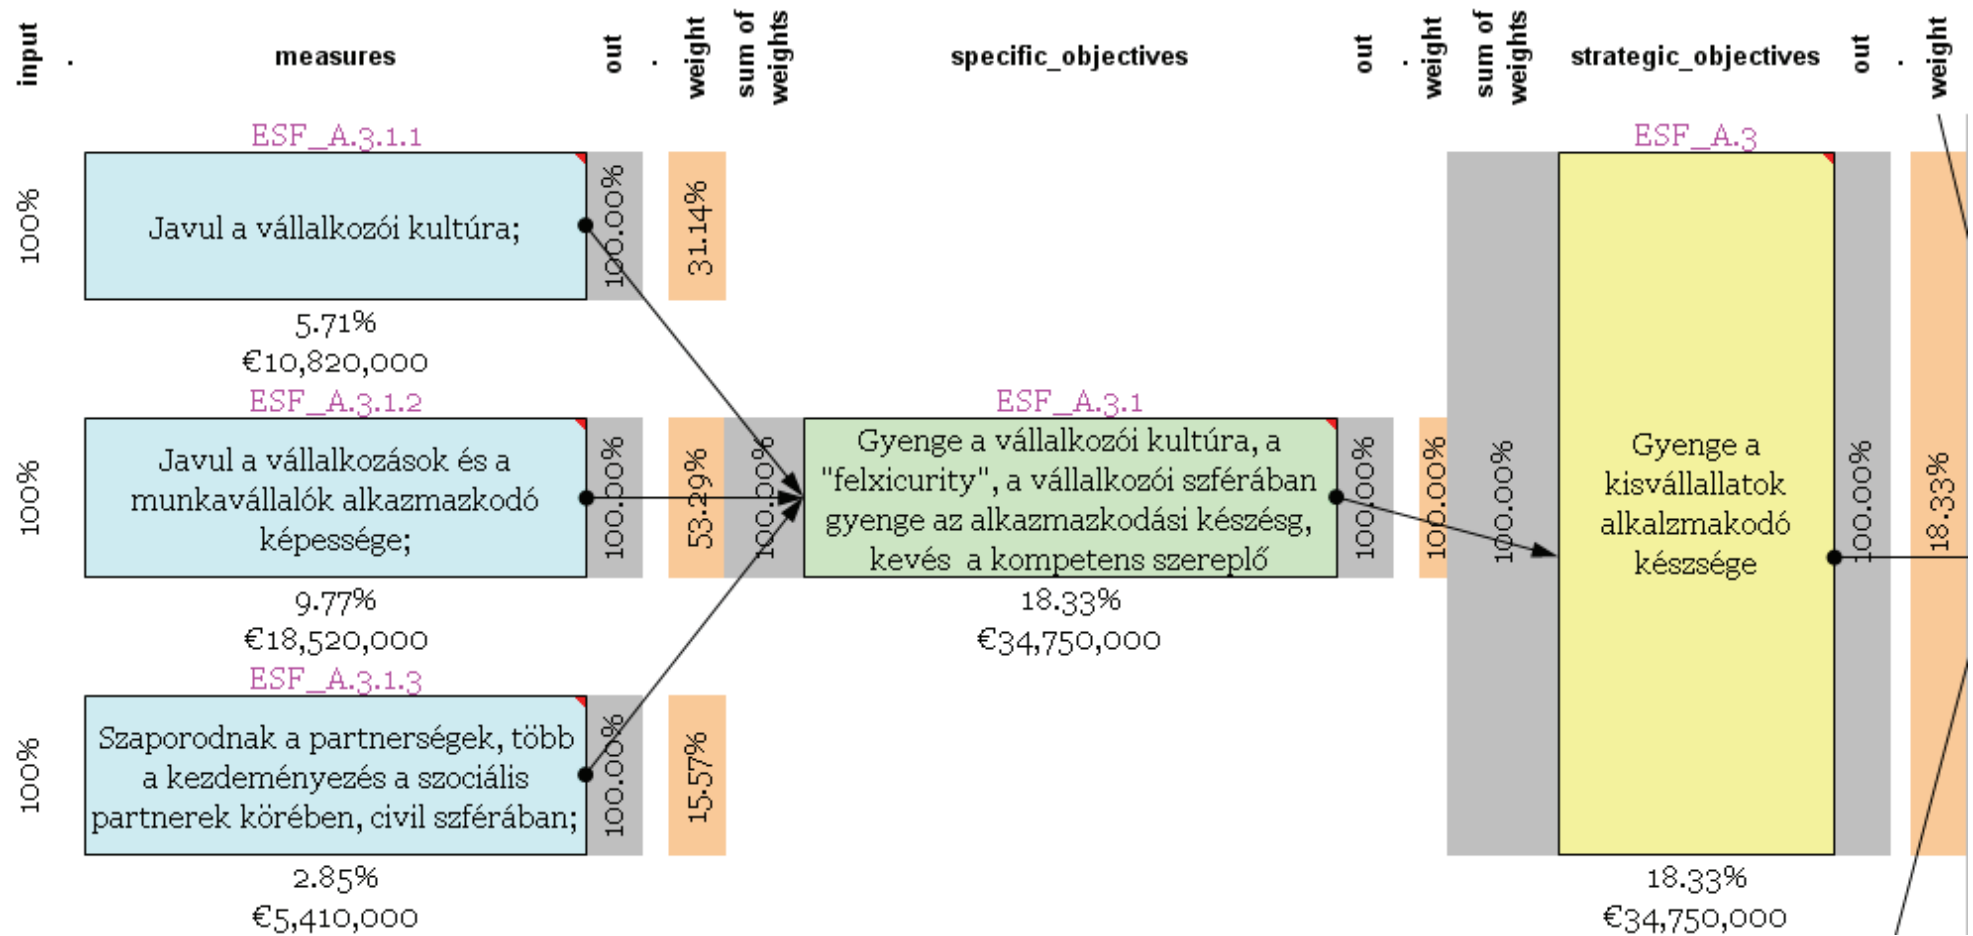 input
.
measures
out
.
weight
sum of
weights
specific_objectives
out
.
weight
sum of
weights
strategic_objectives
out
.
weight
ESF_A.3.1.1
100%
Javul a vállalkozói kultúra;
100.00%
31.14%
5.71%
€10,820,000
ESF_A.3.1.2
100%
Javul a vállalkozások és a
munkavállalók alkazmazkodó
képessége;
100.00%
53.29%
9.77%
€18,520,000
ESF_A.3.1.3
100%
Szaporodnak a partnerségek, több
a kezdeményezés a szociális
partnerek körében, civil szférában;
100.00%
15.57%
2.85%
€5,410,000
100.00%
ESF_A.3.1
Gyenge a vállalkozói kultúra, a
"felxicurity", a vállalkozói szférában
gyenge az alkazmazkodási készésg,
kevés a kompetens szereplő
100.00%
100.00%
18.33%
€34,750,000
100.00%
ESF_A.3
Gyenge a
kisvállallatok
alkalzmakodó
készsége
100.00%
18.33%
18.33%
€34,750,000